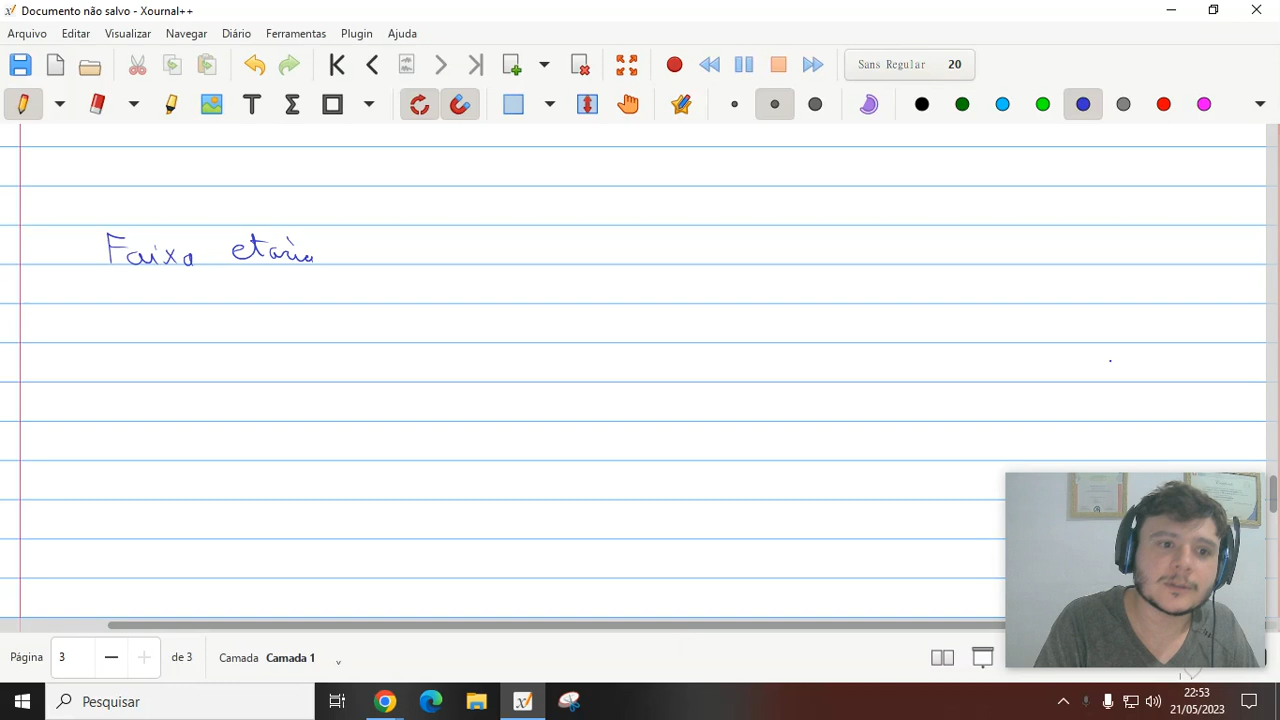 Documento não salvo - Xournal++
Arquivo Editar Visualizar Navegar Diário Ferramentas Plugin Ajuda
Sans Regular 20
Faixa etária
Página 3 de 3 Camada Camada 1
Pesquisar
22:53
21/05/2023